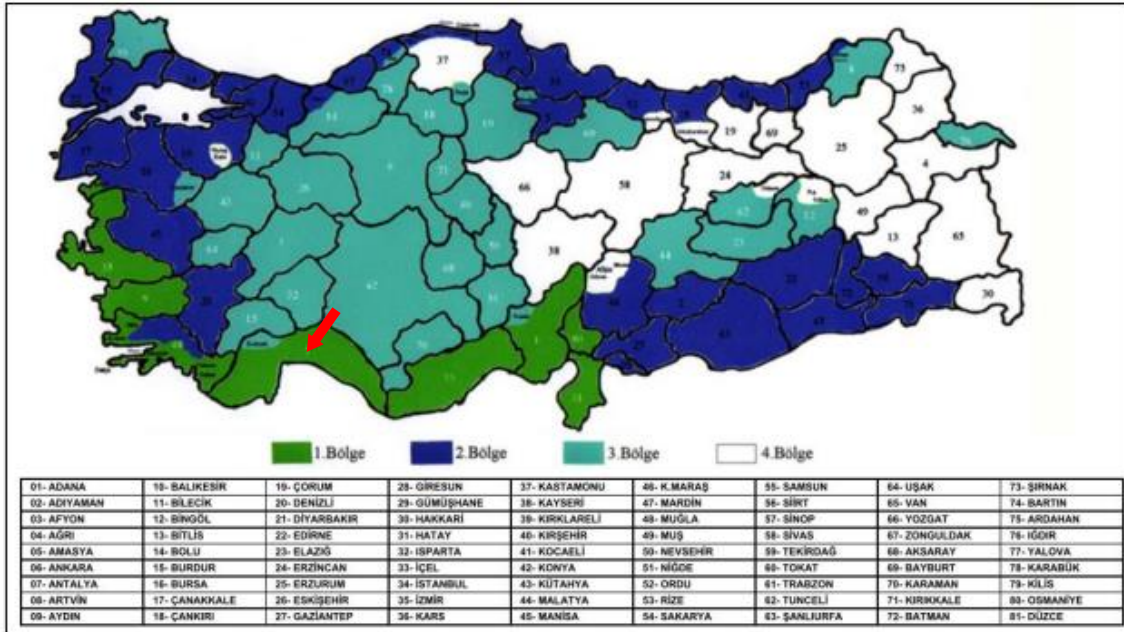 37
66
58
38
19
69
25
24
36
4
49
13
65
30
1.Bölge 2.Bölge 3.Bölge 4.Bölge
01- ADANA 10- BALIKESİR 19- ÇORUM 28- GİRESUN 37- KASTAMONU 46- K.MARAŞ 55- SAMSUN 64- UŞAK 73- ŞIRNAK
02- ADIYAMAN 11- BİLECİK 20- DENİZLİ 29- GÜMÜŞHANE 38- KAYSERİ 47- MARDİN 56- SİİRT 65- VAN 74- BARTIN
03- AFYON 12- BİNGÖL 21- DİYARBAKIR 30- HAKKARİ 39- KIRKLARELİ 48- MUĞLA 57- SİNOP 66- YOZGAT 75- ARDAHAN
04- AĞRI 13- BİTLİS 22- EDİRNE 31- HATAY 40- KIRŞEHİR 49- MUŞ 58- SİVAS 67- ZONGULDAK 76- IĞDIR
05- AMASYA 14- BOLU 23- ELAZIĞ 32- ISPARTA 41- KOCAELİ 50- NEVSEHİR 59- TEKİRDAĞ 68- AKSARAY 77- YALOVA
06- ANKARA 15- BURDUR 24- ERZİNCAN 33- İÇEL 42- KONYA 51- NİĞDE 60- TOKAT 69- BAYBURT 78- KARABÜK
07- ANTALYA 16- BURSA 25- ERZURUM 34- İSTANBUL 43- KÜTAHYA 52- ORDU 61- TRABZON 70- KARAMAN 79- KİLİS
08- ARTVİN 17- ÇANAKKALE 26- ESKİŞEHİR 35- İZMİR 44- MALATYA 53- RİZE 62- TUNCELİ 71- KIRIKKALE 80- OSMANİYE
09- AYDIN 18- ÇANKIRI 27- GAZİANTEP 36- KARS 45- MANİSA 54- SAKARYA 63- ŞANLIURFA 72- BATMAN 81- DÜZCE